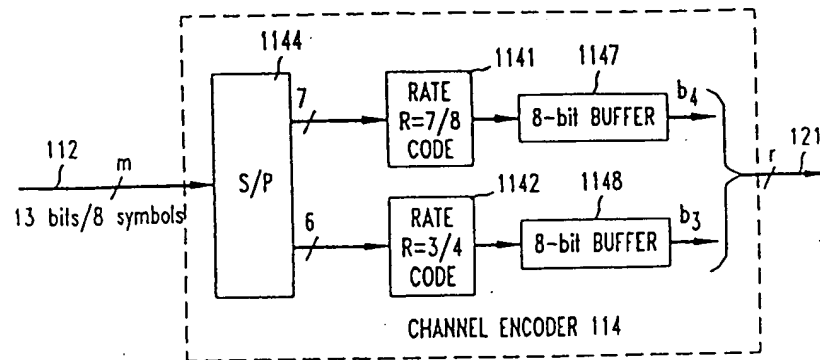 1144
1141
1147
7
RATE
R=7/8
CODE
8-bit BUFFER
b4
112
m
13 bits/8 symbols
S/P
r
121
1142
1148
6
RATE
R=3/4
CODE
8-bit BUFFER
b3
CHANNEL ENCODER 114